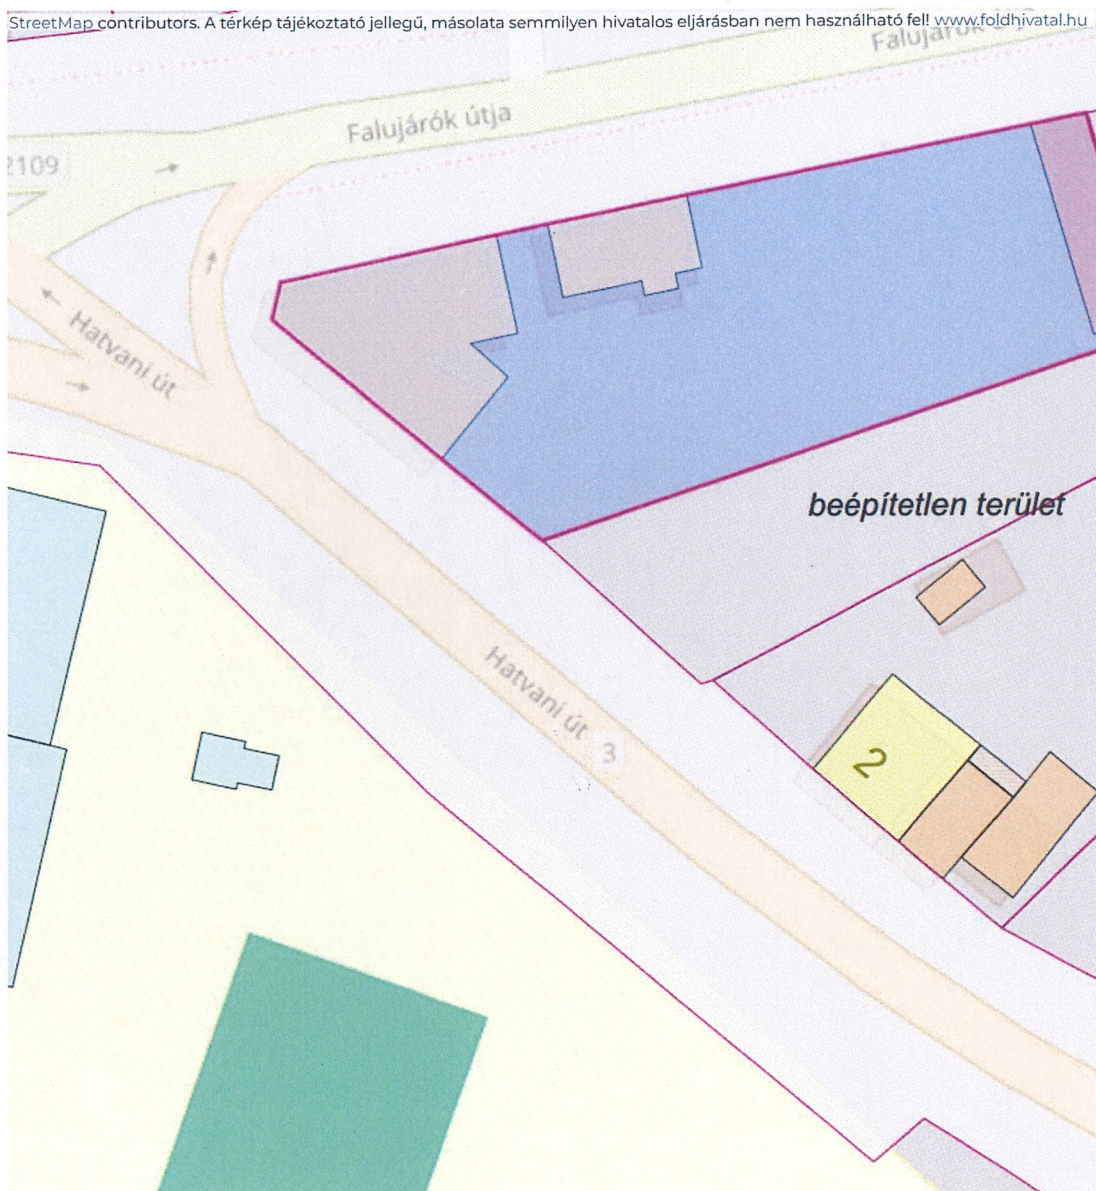 StreetMap contributors. A térkép tájékoztató jellegű, másolata semmilyen hivatalos eljárásban nem használható fel! www.foldhivatal.hu
Falujárók útja
Falujárók útja
2109
Hatvani út
beépítetlen terület
Hatvani út
3
2